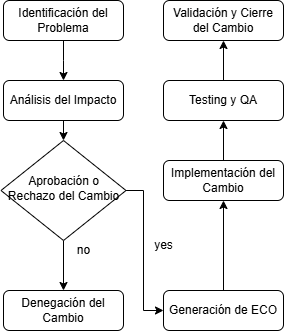 Identificación del
Problema
Análisis del Impacto
Aprobación o
Rechazo del Cambio
no
Denegación del
Cambio
yes
Generación de ECO
Implementación del
Cambio
Testing y QA
Validación y Cierre
del Cambio